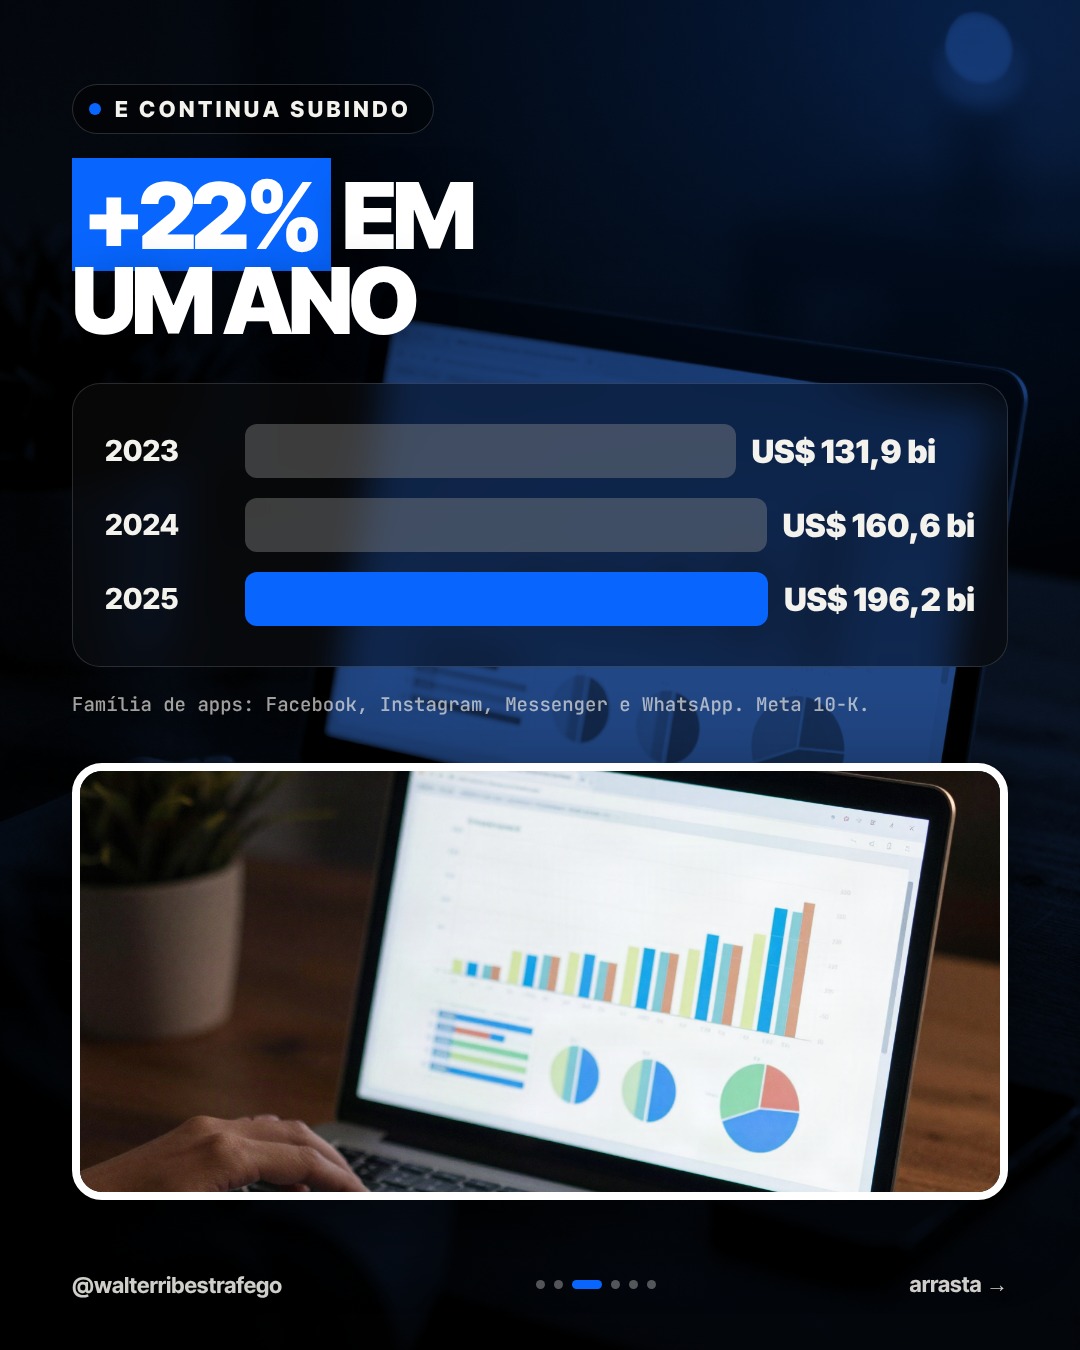 E CONTINUA SUBINDO
+22% EM
UM ANO
2023 US$ 131,9 bi
2024 US$ 160,6 bi
2025 US$ 196,2 bi
Família de apps: Facebook, Instagram, Messenger e WhatsApp. Meta 10-K.
@walterribestrafego
arrasta →